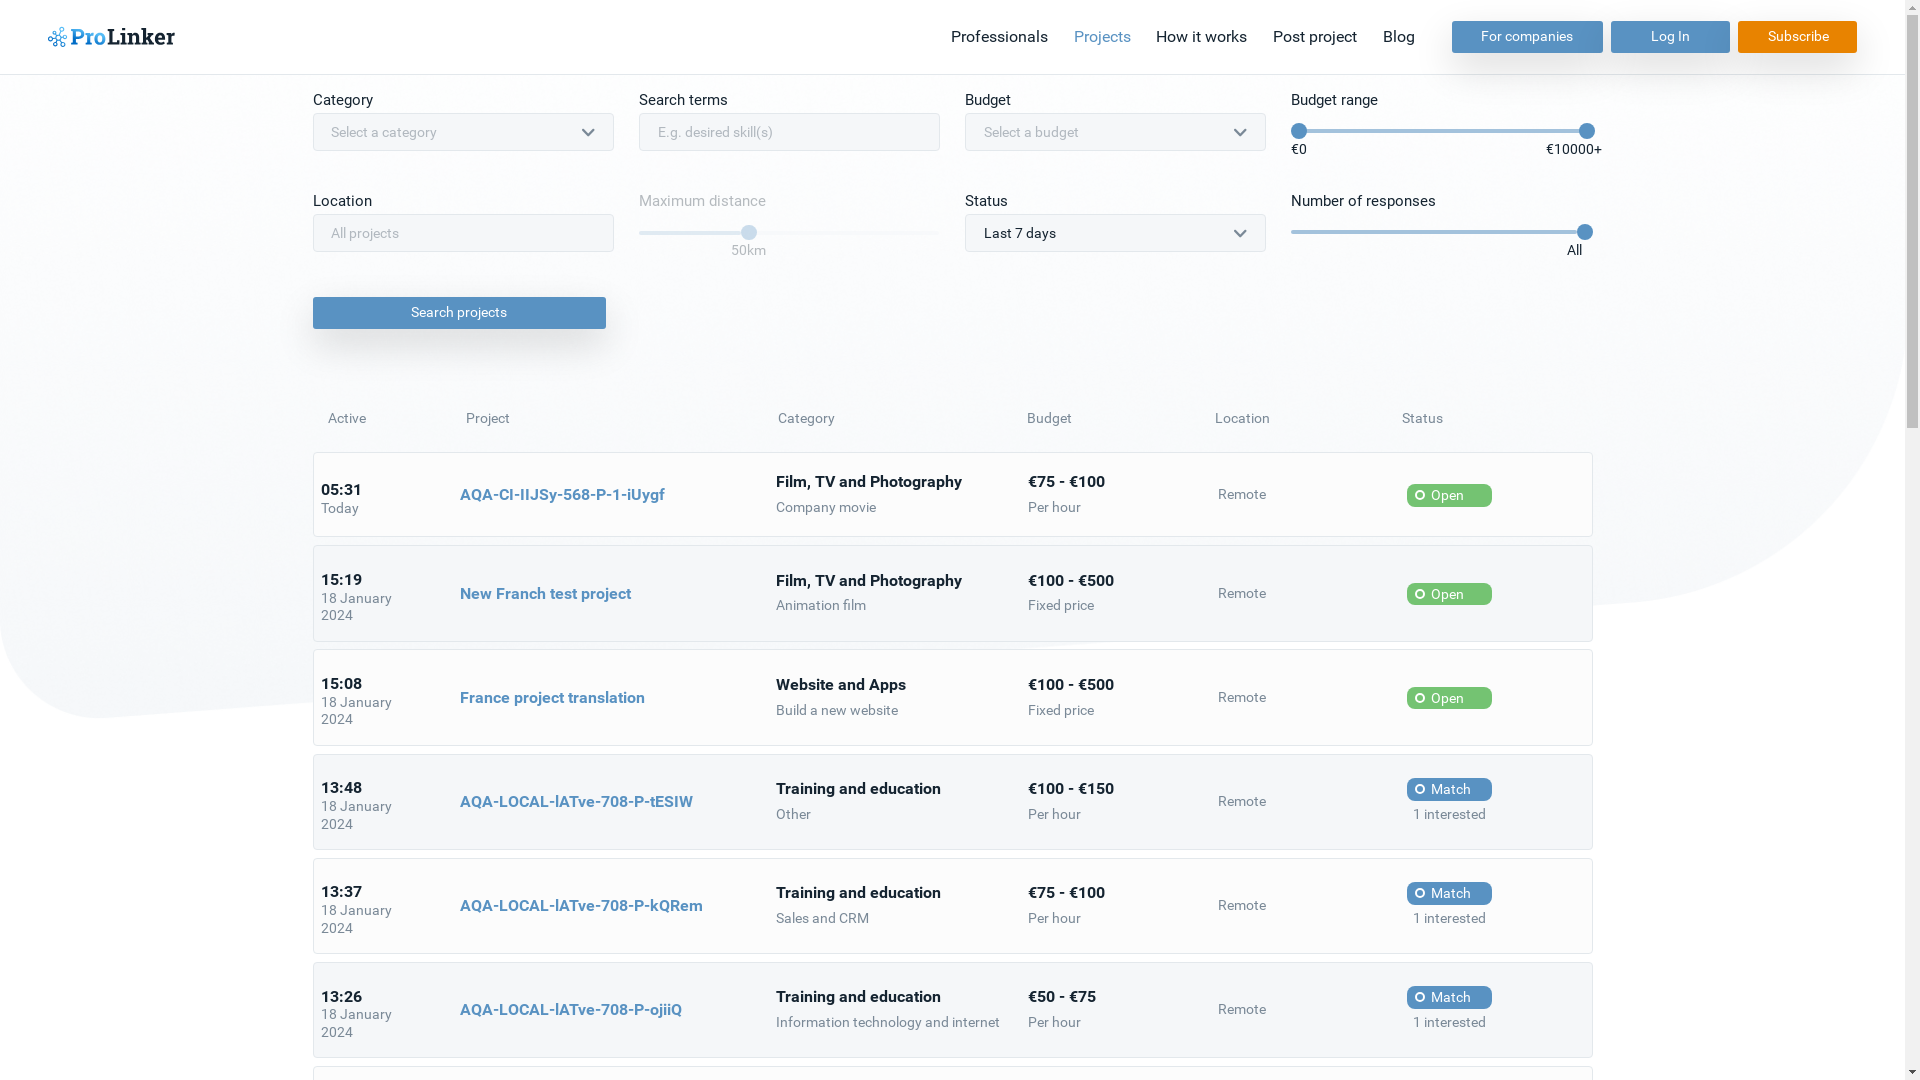 ProLinker
Professionals Projects How it works Post project Blog For companies Log In Subscribe
Category Search terms Budget Budget range
Select a category E.g. desired skill(s) Select a budget
€0 €10000+
Location Maximum distance Status Number of responses
All projects Last 7 days
50km All
Search projects
Active Project Category Budget Location Status
05:31 AQA-CI-IIJSy-568-P-1-iUygf Film, TV and Photography €75 - €100 Remote Open
Today Company movie Per hour
15:19 New Franch test project Film, TV and Photography €100 - €500 Remote Open
18 January Animation film Fixed price
2024
15:08 France project translation Website and Apps €100 - €500 Remote Open
18 January Build a new website Fixed price
2024
13:48 AQA-LOCAL-lATve-708-P-tESIW Training and education €100 - €150 Remote Match
18 January Other Per hour 1 interested
2024
13:37 AQA-LOCAL-lATve-708-P-kQRem Training and education €75 - €100 Remote Match
18 January Sales and CRM Per hour 1 interested
2024
13:26 AQA-LOCAL-lATve-708-P-ojiiQ Training and education €50 - €75 Remote Match
18 January Information technology and internet Per hour 1 interested
2024